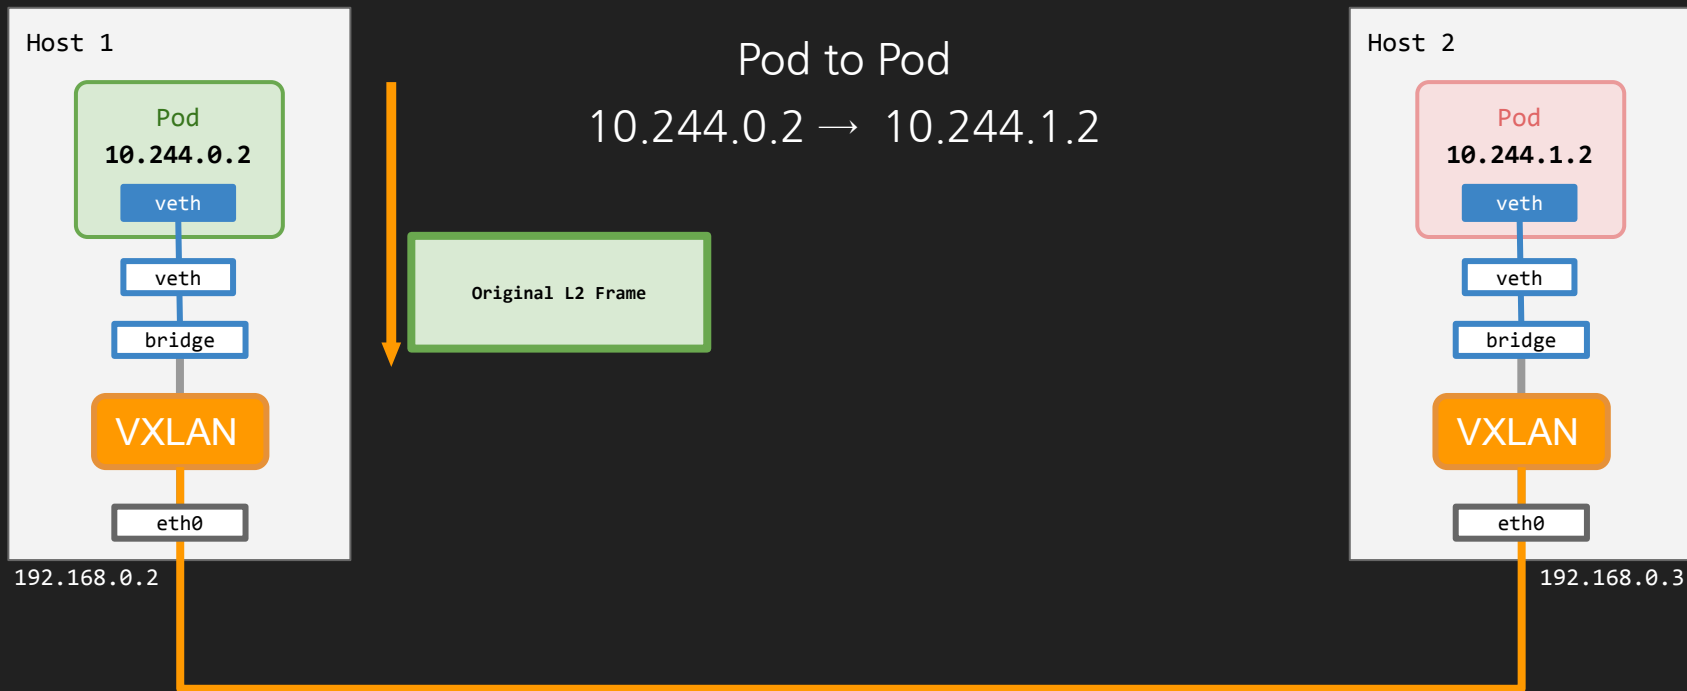 Host 1
Pod
10.244.0.2
veth
veth
bridge
VXLAN
eth0
192.168.0.2
Pod to Pod
10.244.0.2 → 10.244.1.2
Original L2 Frame
Host 2
Pod
10.244.1.2
veth
veth
bridge
VXLAN
eth0
192.168.0.3